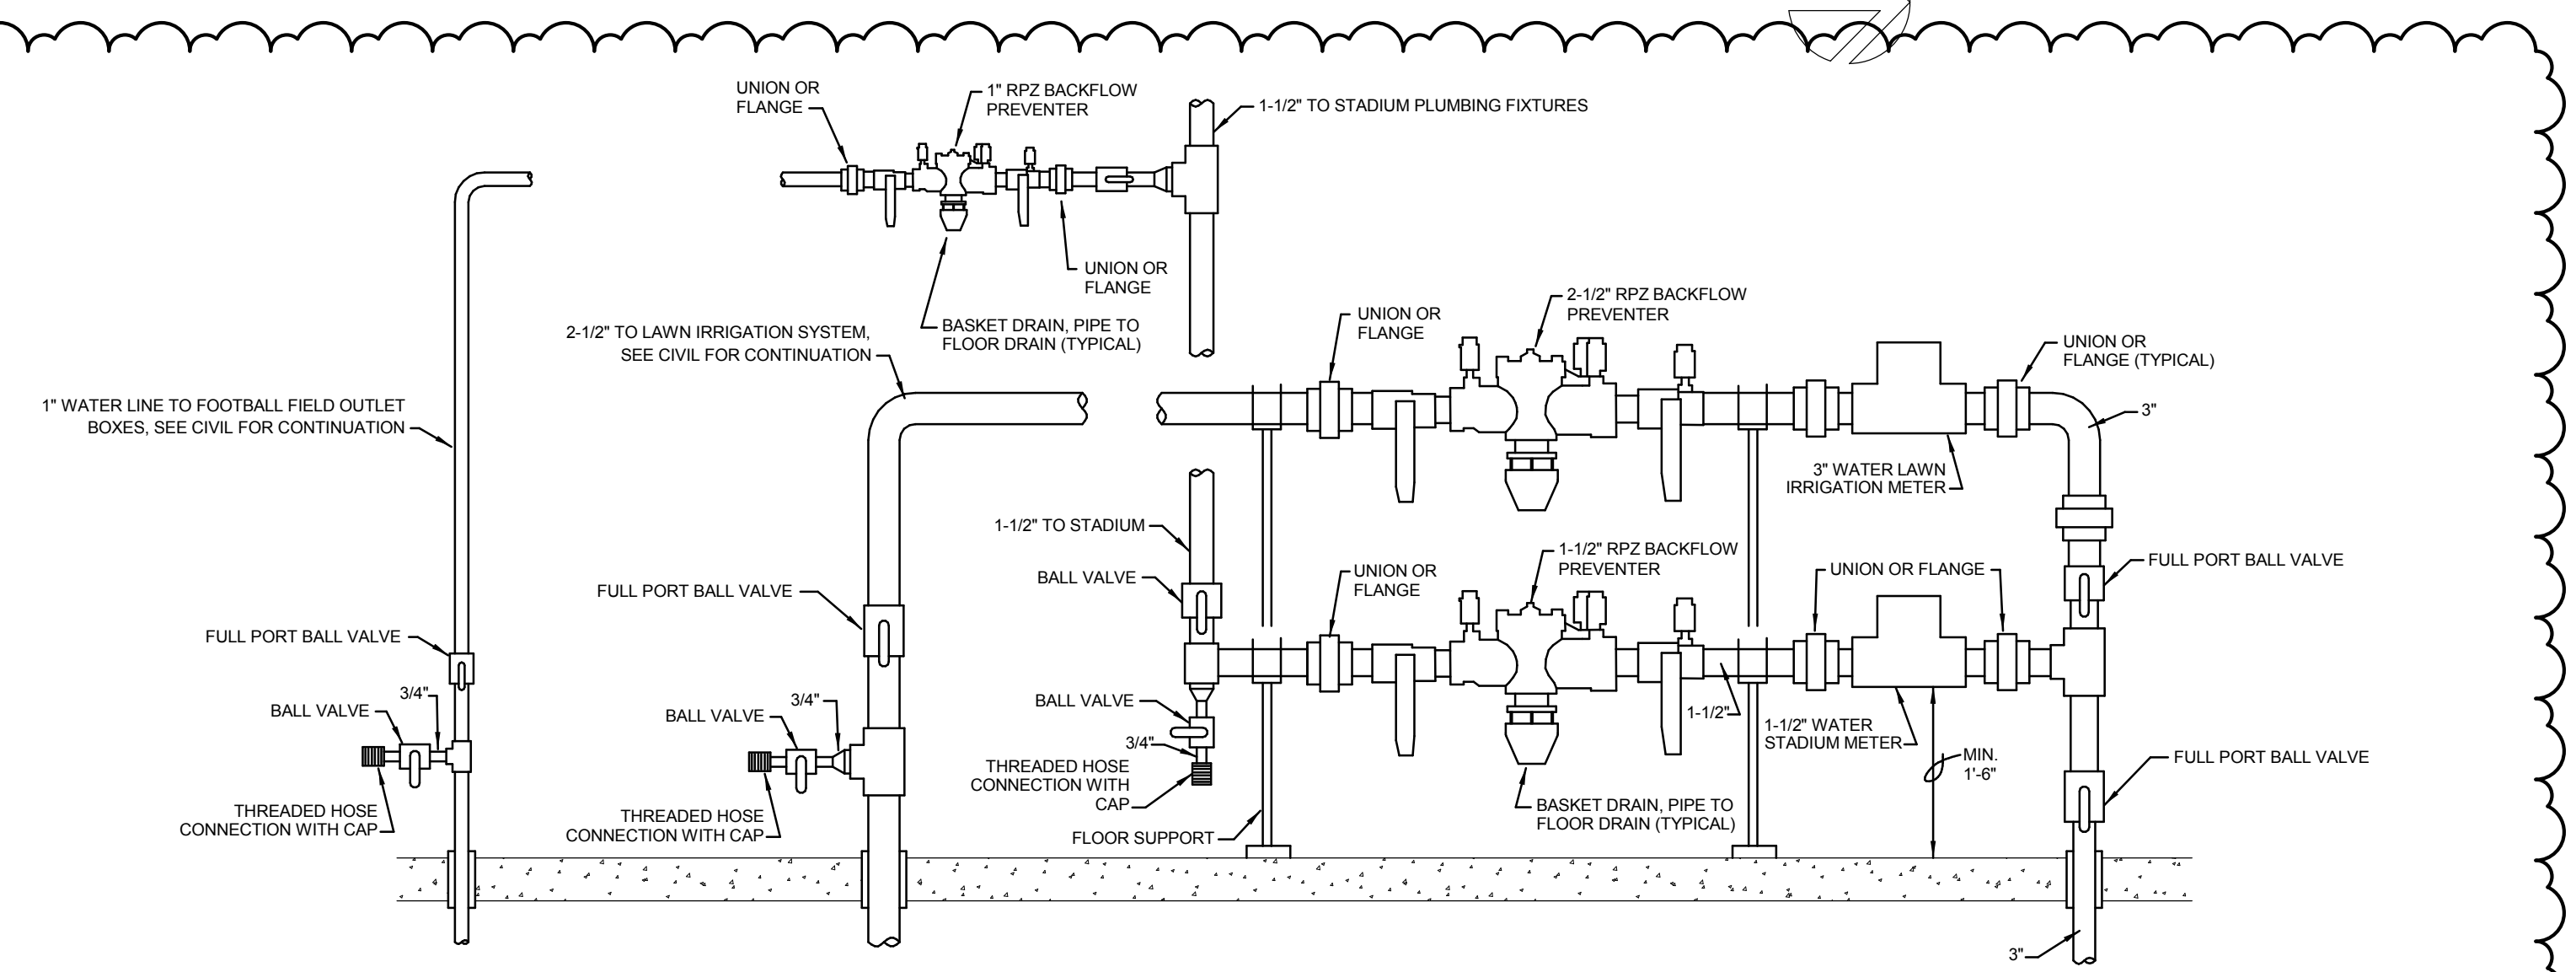 UNION OR
FLANGE
1" RPZ BACKFLOW
PREVENTER
1-1/2" TO STADIUM PLUMBING FIXTURES
UNION OR
FLANGE
BASKET DRAIN, PIPE TO
FLOOR DRAIN (TYPICAL)
2-1/2" TO LAWN IRRIGATION SYSTEM,
SEE CIVIL FOR CONTINUATION
1" WATER LINE TO FOOTBALL FIELD OUTLET
BOXES, SEE CIVIL FOR CONTINUATION
UNION OR
FLANGE
2-1/2" RPZ BACKFLOW
PREVENTER
UNION OR
FLANGE (TYPICAL)
3"
3" WATER LAWN
IRRIGATION METER
1-1/2" TO STADIUM
BALL VALVE
UNION OR
FLANGE
1-1/2" RPZ BACKFLOW
PREVENTER
UNION OR FLANGE
FULL PORT BALL VALVE
FULL PORT BALL VALVE
FULL PORT BALL VALVE
3/4"
BALL VALVE
THREADED HOSE
CONNECTION WITH CAP
3/4"
BALL VALVE
THREADED HOSE
CONNECTION WITH CAP
BALL VALVE
3/4"
THREADED HOSE
CONNECTION WITH
CAP
FLOOR SUPPORT
BASKET DRAIN, PIPE TO
FLOOR DRAIN (TYPICAL)
1-1/2"
1-1/2" WATER
STADIUM METER
MIN.
1'-6"
FULL PORT BALL VALVE
3"